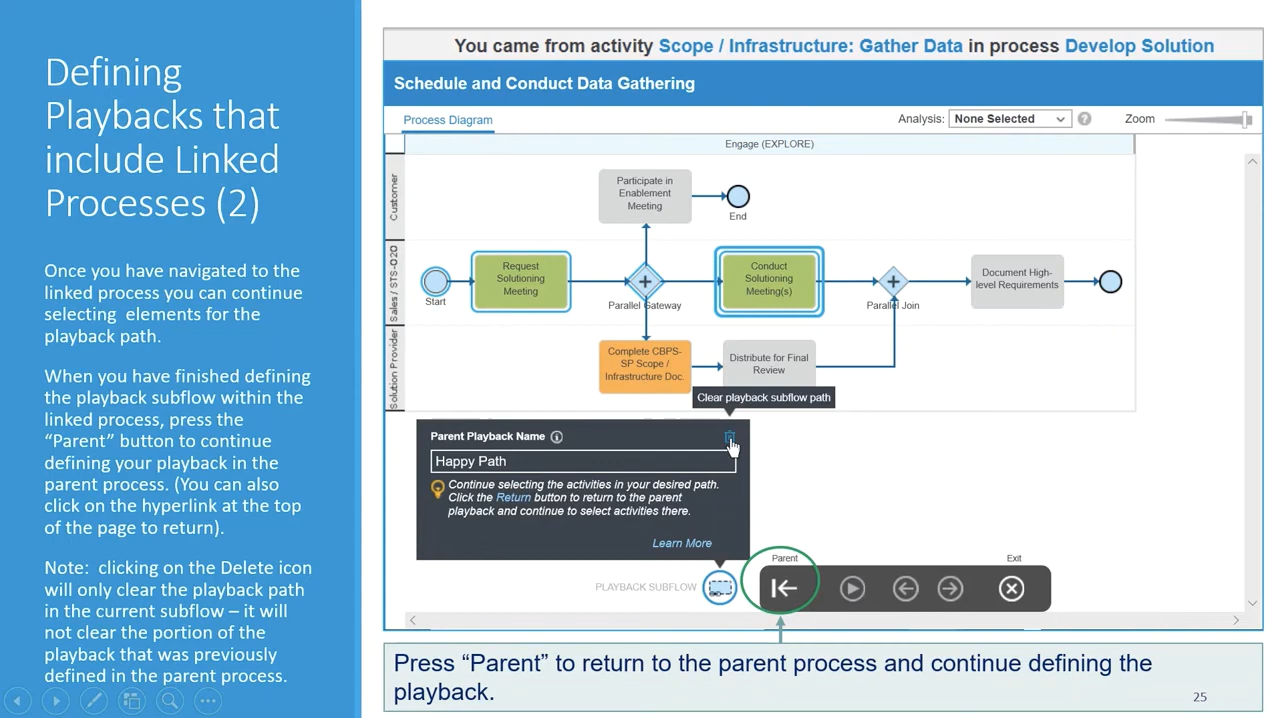 Defining
Playbacks that
include Linked
Processes (2)
Once you have navigated to the
linked process you can continue
selecting elements for the
playback path.
When you have finished defining
the playback subflow within the
linked process, press the
“Parent” button to continue
defining your playback in the
parent process. (You can also
click on the hyperlink at the top
of the page to return).
Note: clicking on the Delete icon
will only clear the playback path
in the current subflow – it will
not clear the portion of the
playback that was previously
defined in the parent process.
You came from activity Scope / Infrastructure: Gather Data in process Develop Solution
Schedule and Conduct Data Gathering
Process Diagram
Analysis: None Selected
Zoom
Engage (EXPLORE)
Customer
Participate in
Enablement
Meeting
End
Sales / STS-O2O
Start
Request
Solutioning
Meeting
Parallel Gateway
Conduct
Solutioning
Meeting(s)
Parallel Join
Document High-
level Requirements
Solution Provider
Complete CBPS-
SP Scope /
Infrastructure Doc.
Distribute for Final
Review
Clear playback subflow path
Parent Playback Name
Happy Path
Continue selecting the activities in your desired path.
Click the Return button to return to the parent
playback and continue to select activities there.
Learn More
PLAYBACK SUBFLOW
Parent
Exit
Press “Parent” to return to the parent process and continue defining the
playback.
25